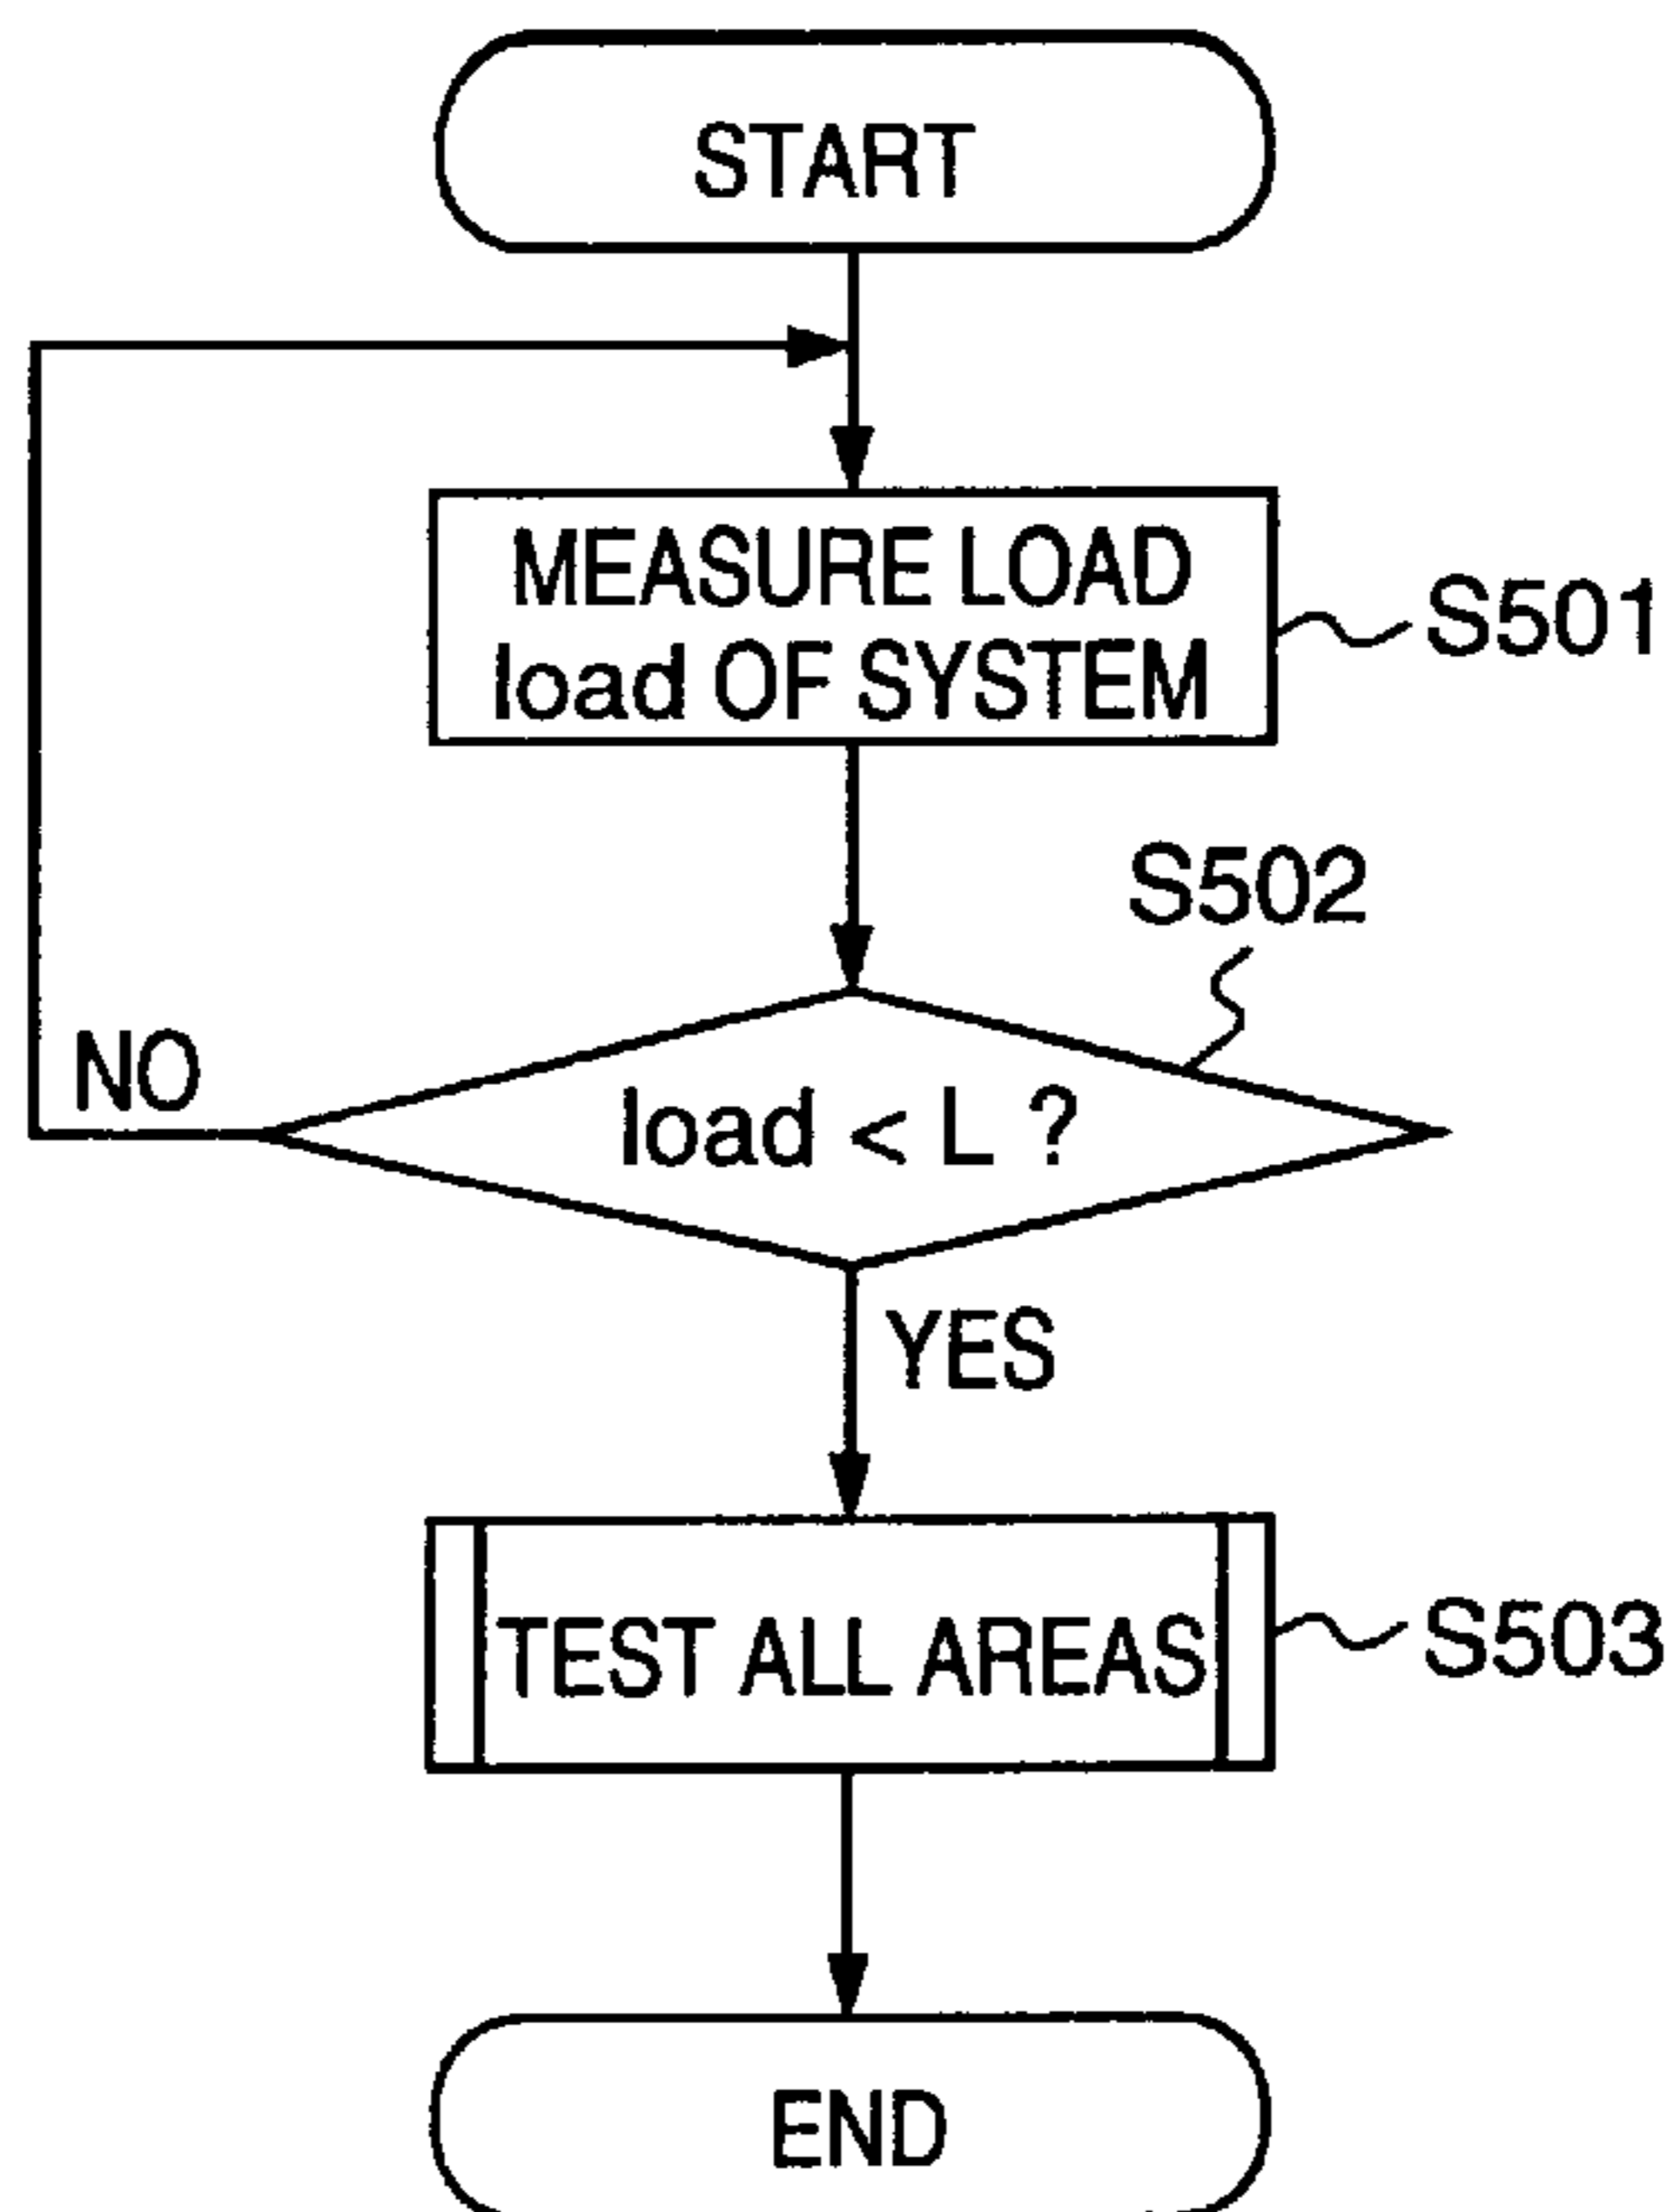 START
MEASURE LOAD
load OF SYSTEM
S501
S502
NO
load < L ?
YES
TEST ALL AREAS
S503
END